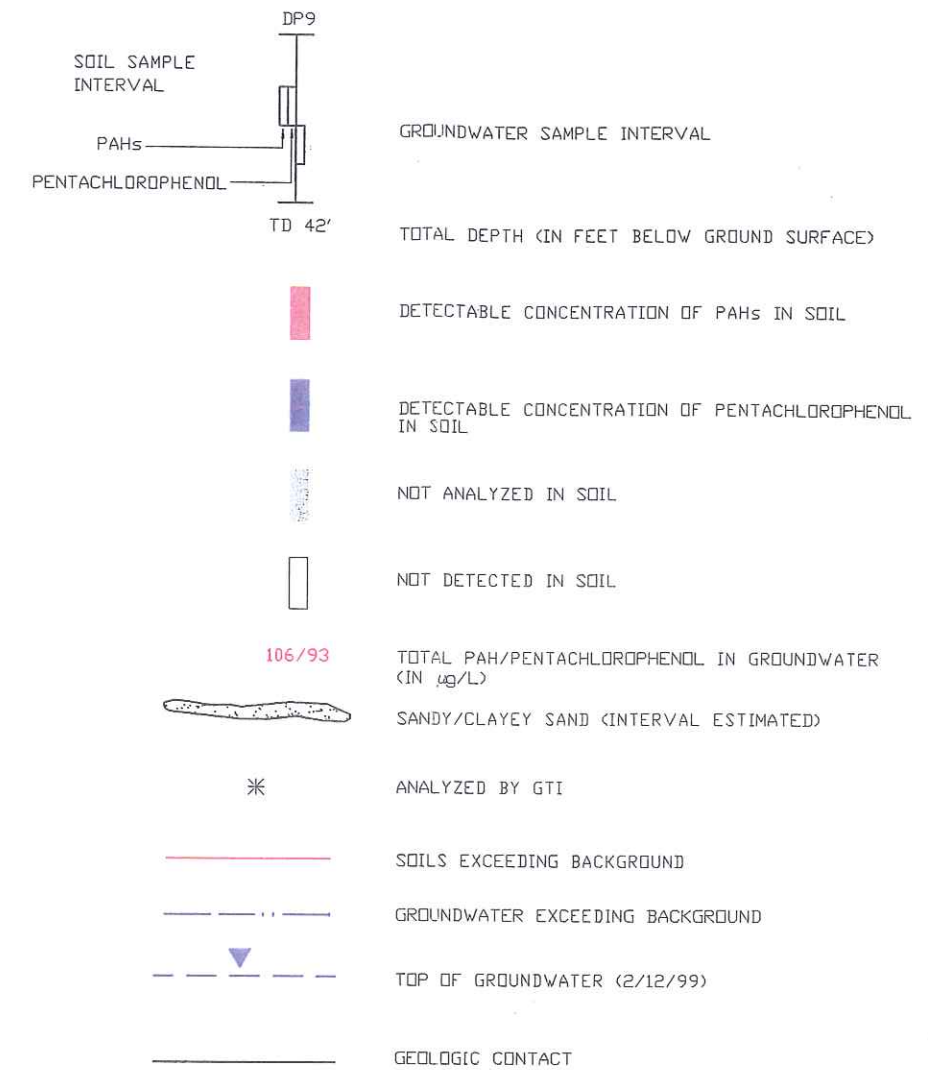 DP9
SOIL SAMPLE
INTERVAL
GROUNDWATER SAMPLE INTERVAL
PAHs
PENTACHLOROPHENOL
TD 42'
TOTAL DEPTH (IN FEET BELOW GROUND SURFACE)
DETECTABLE CONCENTRATION OF PAHs IN SOIL
DETECTABLE CONCENTRATION OF PENTACHLOROPHENOL
IN SOIL
NOT ANALYZED IN SOIL
NOT DETECTED IN SOIL
106/93
TOTAL PAH/PENTACHLOROPHENOL IN GROUNDWATER
(IN µg/L)
SANDY/CLAYEY SAND (INTERVAL ESTIMATED)
ANALYZED BY GTI
SOILS EXCEEDING BACKGROUND
GROUNDWATER EXCEEDING BACKGROUND
TOP OF GROUNDWATER (2/12/99)
GEOLOGIC CONTACT